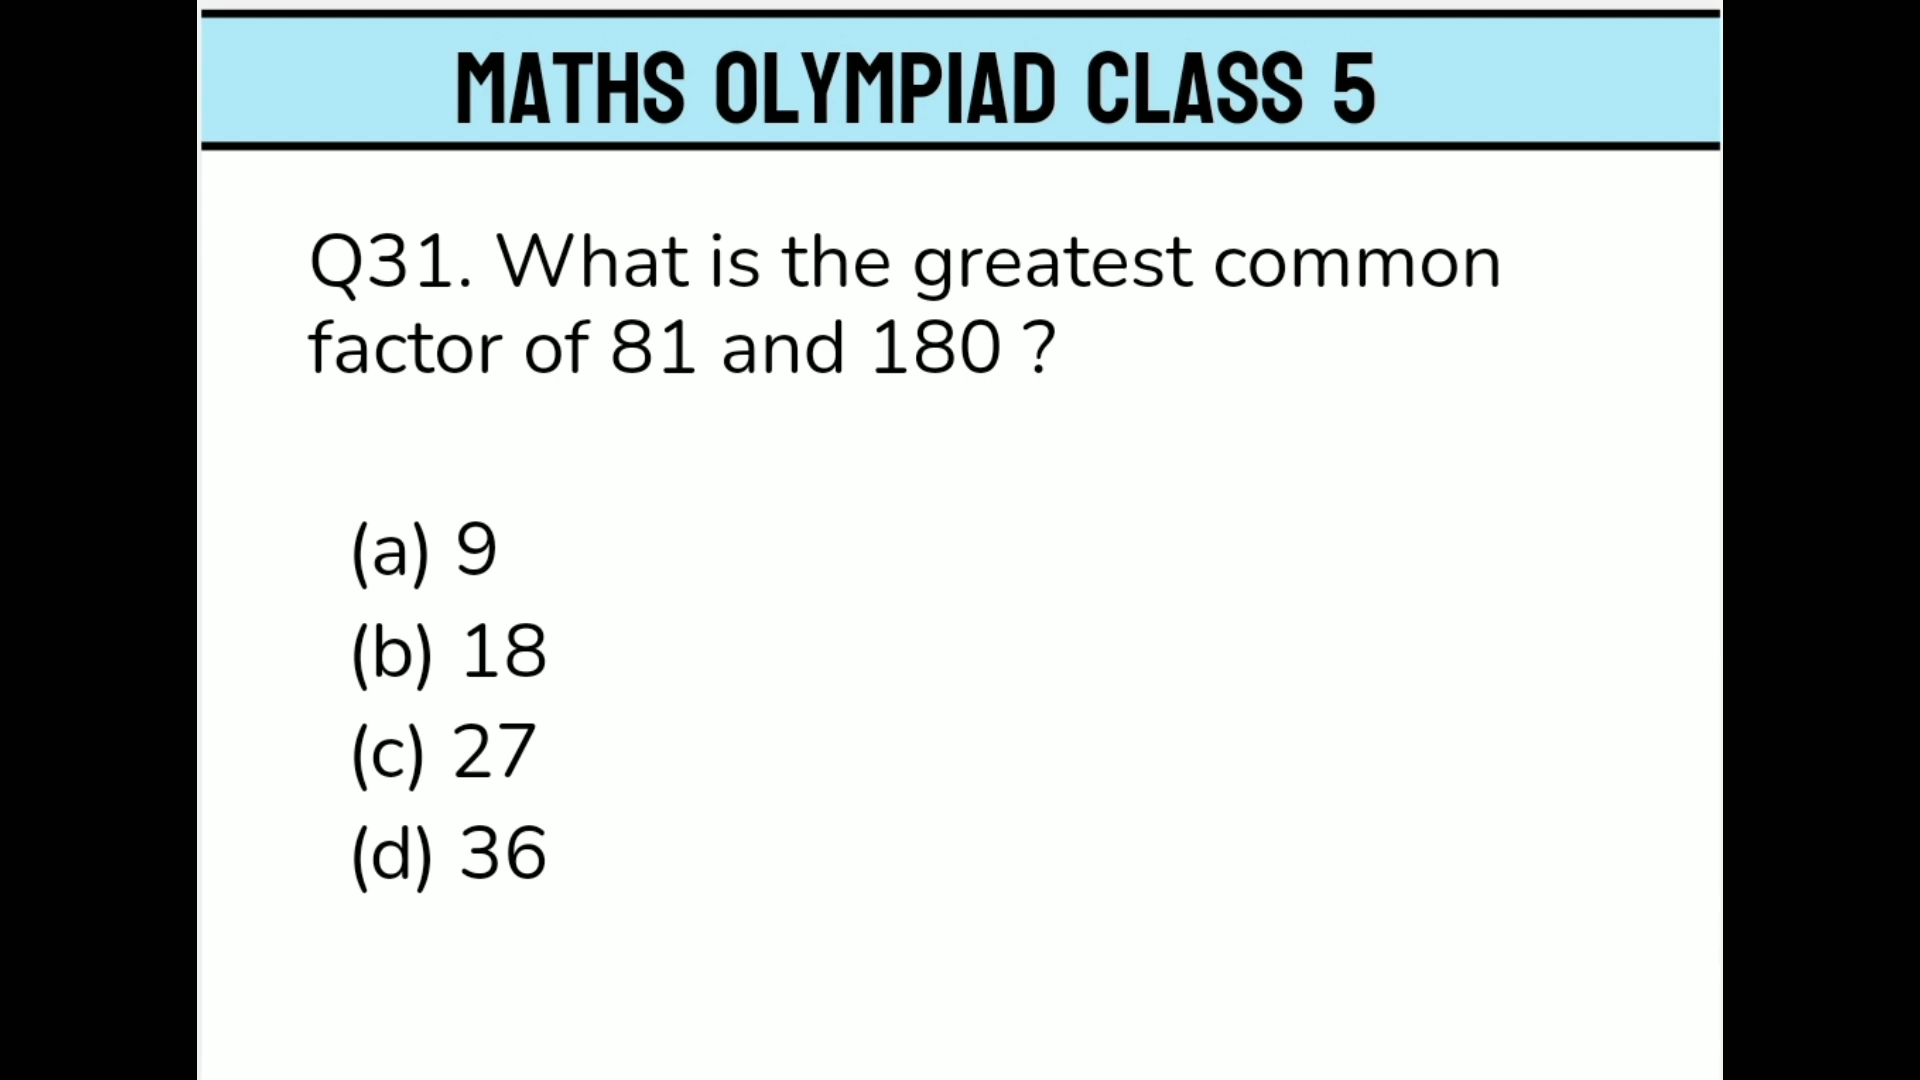 MATHS OLYMPIAD CLASS 5
Q31. What is the greatest common
factor of 81 and 180 ?
(a) 9
(b) 18
(c) 27
(d) 36